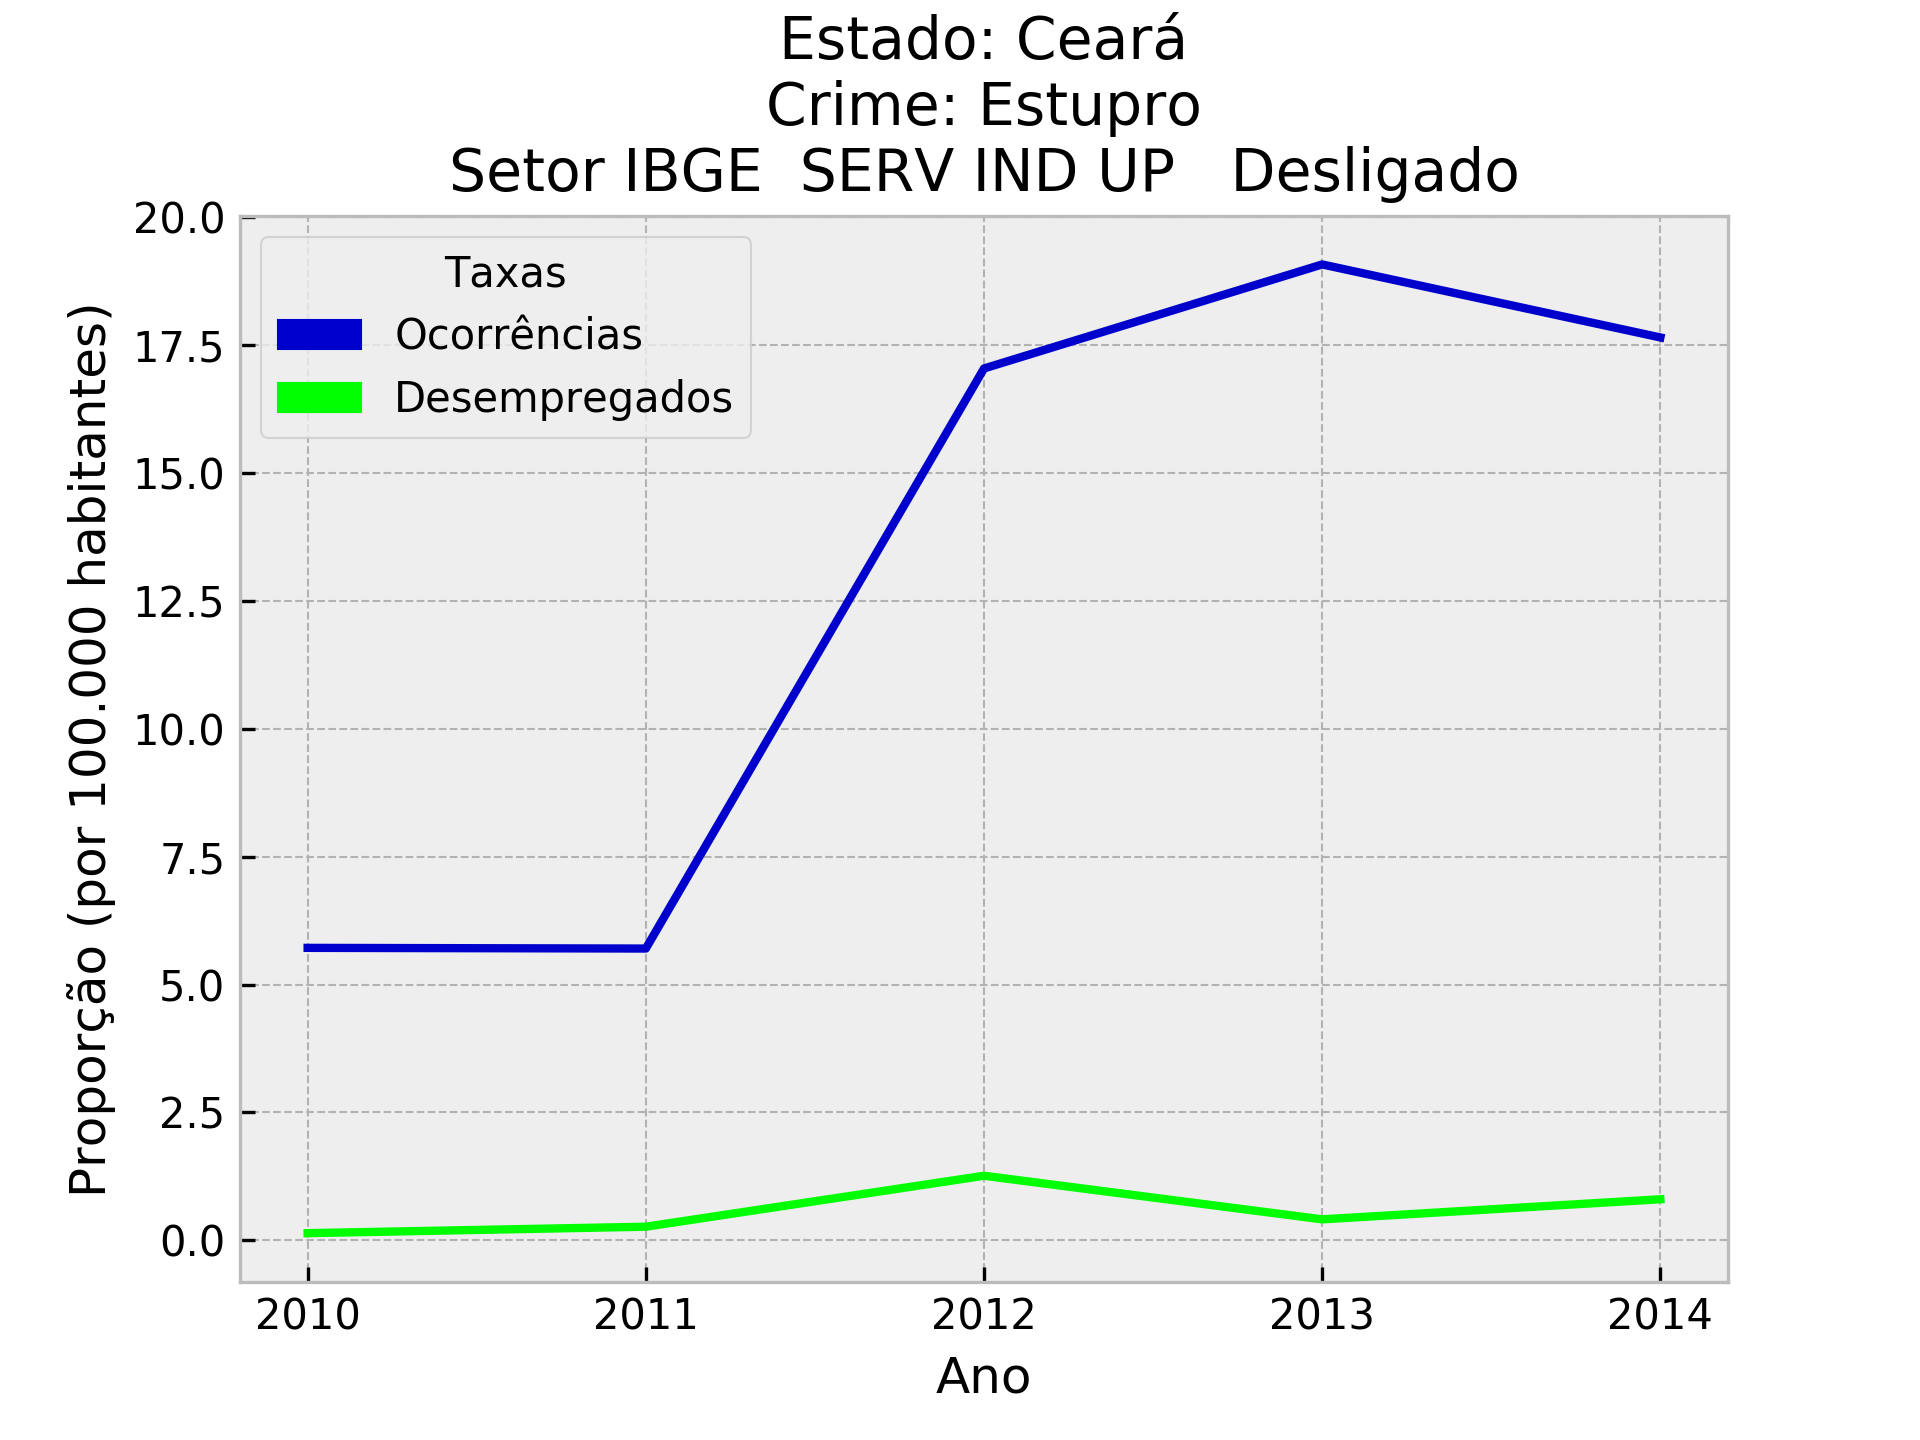 Estado: Ceará
Crime: Estupro
Setor IBGE  SERV IND UP   Desligado
Taxas
Ocorrências
Desempregados
Proporção (por 100.000 habitantes)
20.0
17.5
15.0
12.5
10.0
7.5
5.0
2.5
0.0
2010 2011 2012 2013 2014
Ano